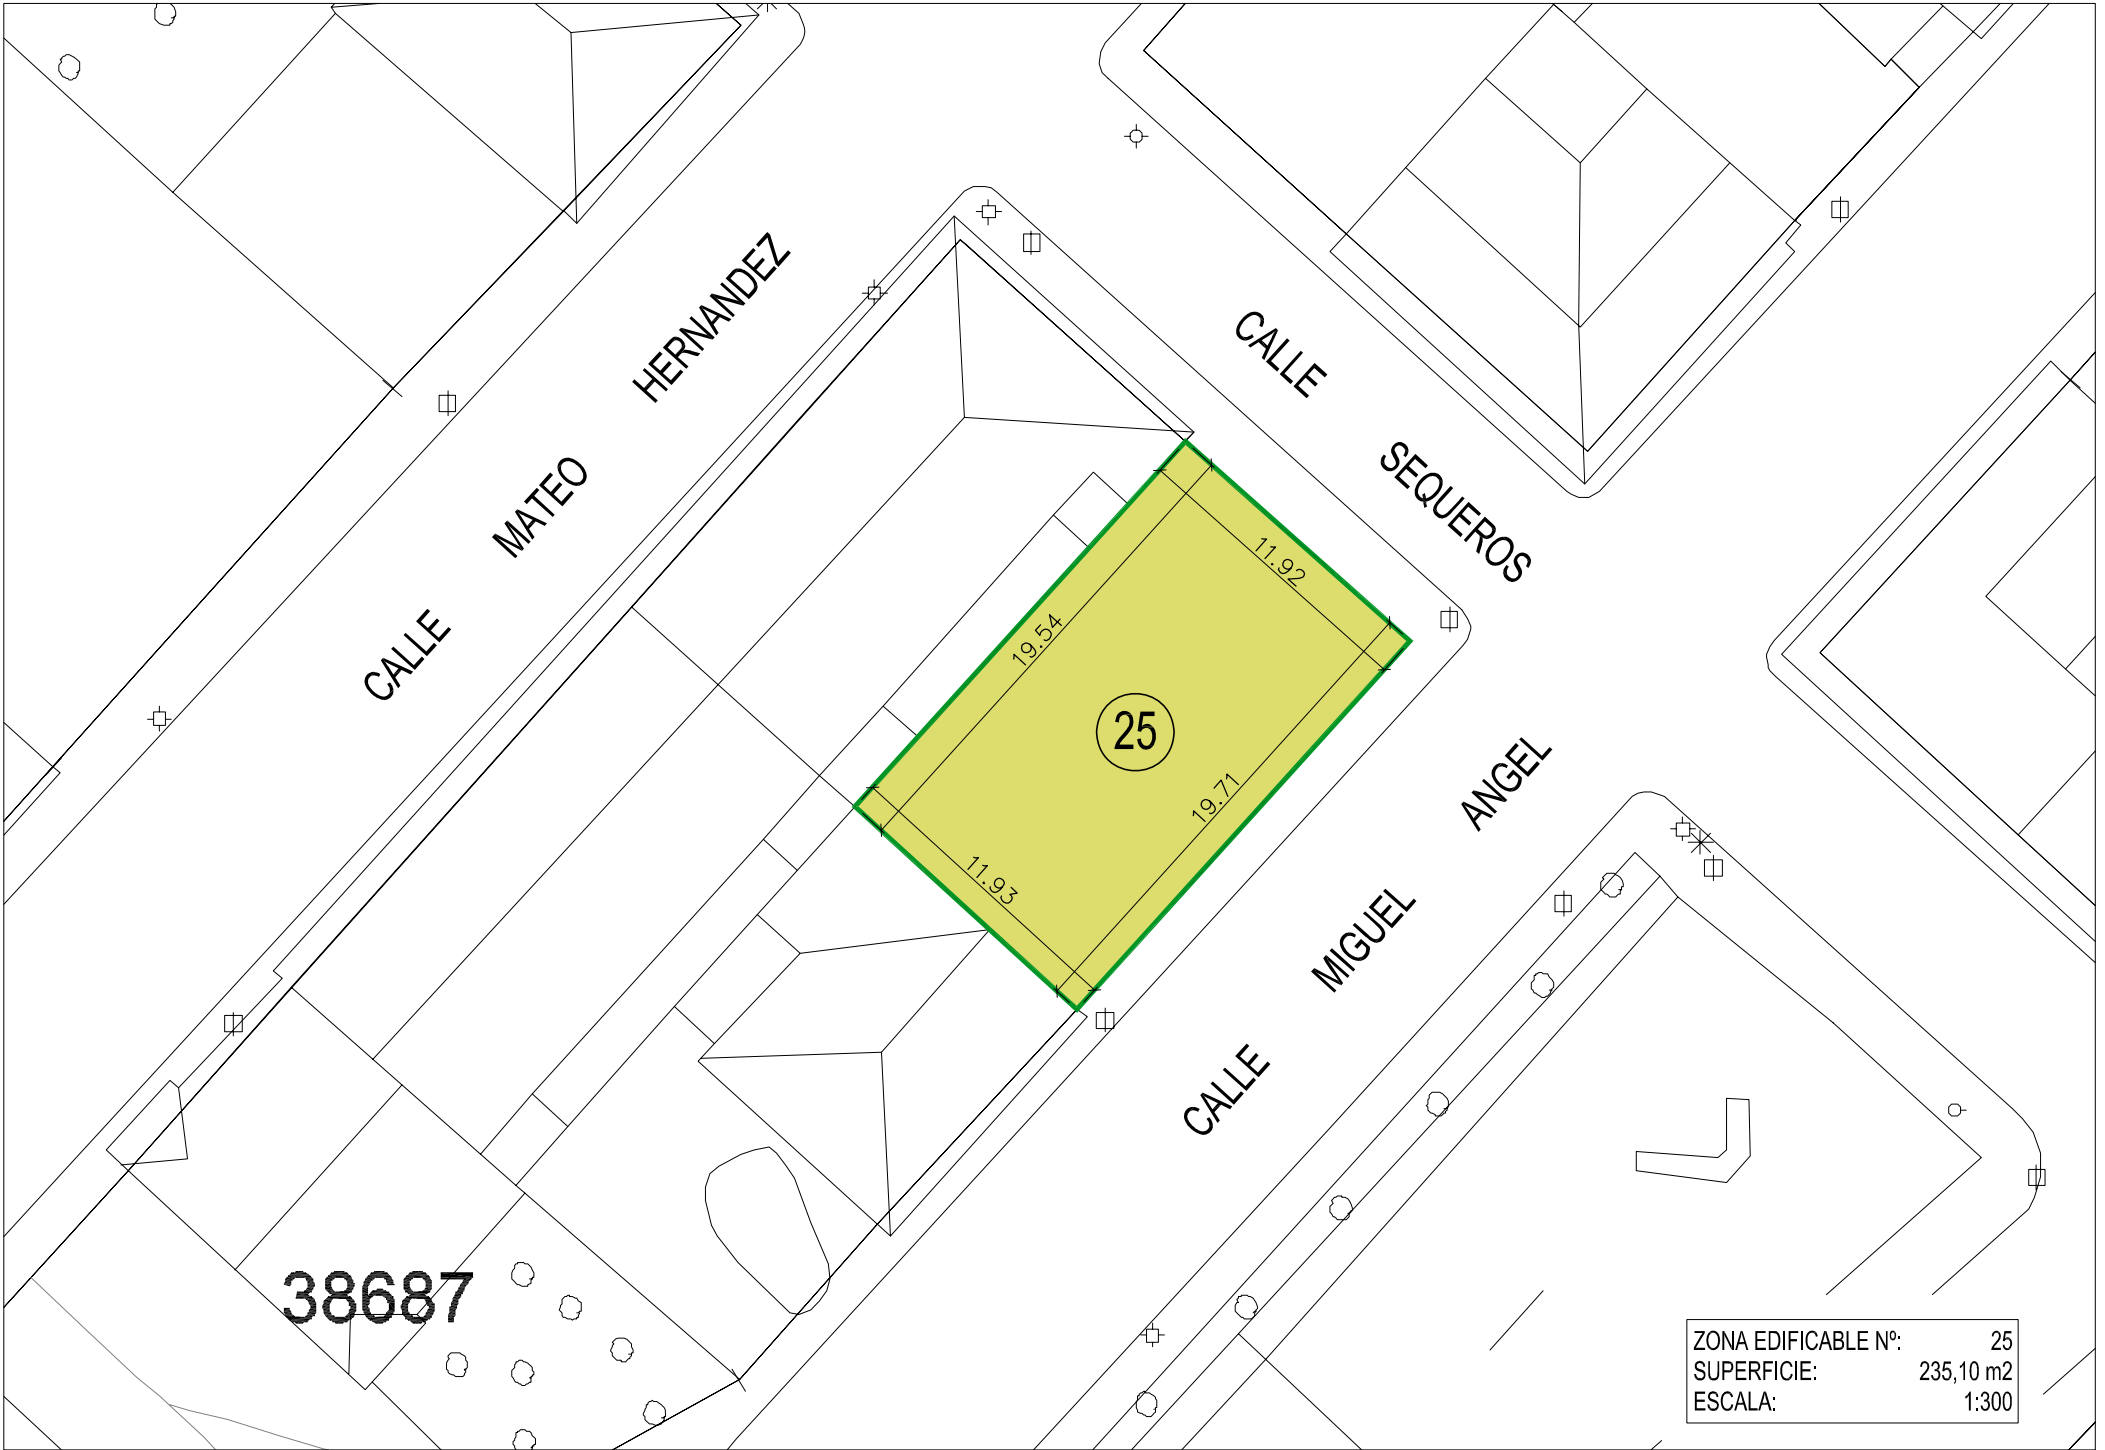 CALLE MATEO HERNANDEZ
CALLE SEQUEROS
11.92
19.54
25
19.71
11.93
CALLE MIGUEL ANGEL
38687
ZONA EDIFICABLE Nº: 25
SUPERFICIE: 235,10 m2
ESCALA: 1:300